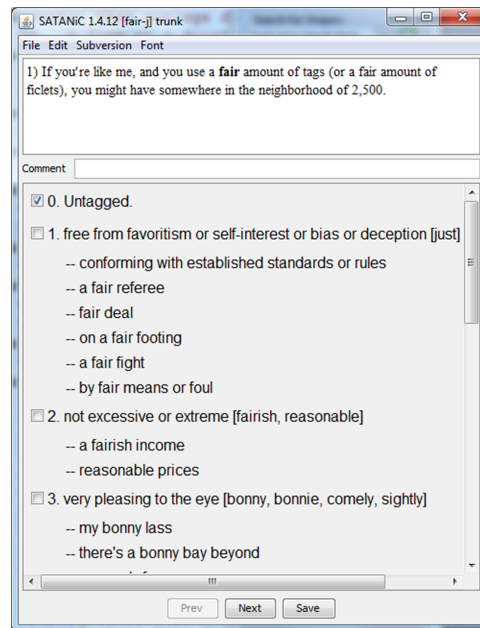 SATANiC 1.4.12 [fair-j] trunk
File Edit Subversion Font
1) If you're like me, and you use a fair amount of tags (or a fair amount of
ficlets), you might have somewhere in the neighborhood of 2,500.
Comment
0. Untagged.
1. free from favoritism or self-interest or bias or deception [just]
-- conforming with established standards or rules
-- a fair referee
-- fair deal
-- on a fair footing
-- a fair fight
-- by fair means or foul
2. not excessive or extreme [fairish, reasonable]
-- a fairish income
-- reasonable prices
3. very pleasing to the eye [bonny, bonnie, comely, sightly]
-- my bonny lass
-- there's a bonny bay beyond
Prev Next Save